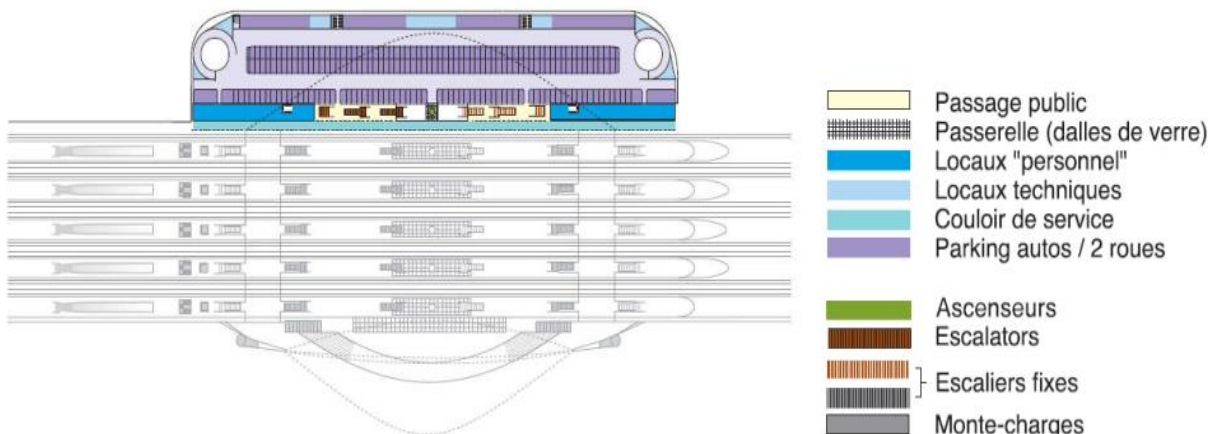 Passage public
Passerelle (dalles de verre)
Locaux "personnel"
Locaux techniques
Couloir de service
Parking autos / 2 roues
Ascenseurs
Escalators
Escaliers fixes
Monte-charges